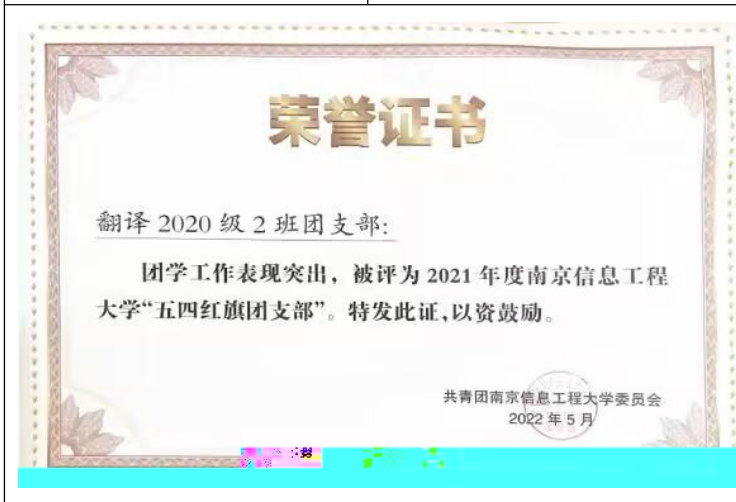 荣誉证书
翻译 2020 级 2 班团支部:
团学工作表现突出，被评为 2021 年度南京信息工程
大学“五四红旗团支部”。特发此证,以资鼓励。
共青团南京信息工程大学委员会
2022 年 5 月